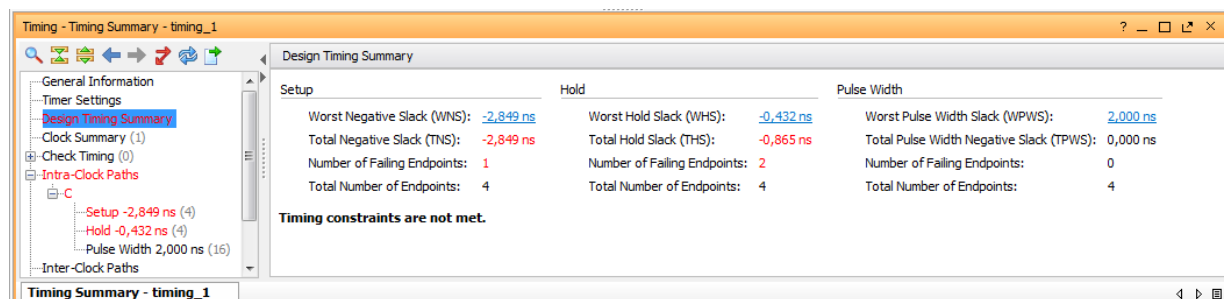 Timing - Timing Summary - timing_1
General Information
Timer Settings
Design Timing Summary
Clock Summary (1)
Check Timing (0)
Intra-Clock Paths
C
Setup -2,849 ns (4)
Hold -0,432 ns (4)
Pulse Width 2,000 ns (16)
Inter-Clock Paths
Design Timing Summary
Setup
Worst Negative Slack (WNS): -2,849 ns
Total Negative Slack (TNS): -2,849 ns
Number of Failing Endpoints: 1
Total Number of Endpoints: 4
Hold
Worst Hold Slack (WHS): -0,432 ns
Total Hold Slack (THS): -0,865 ns
Number of Failing Endpoints: 2
Total Number of Endpoints: 4
Pulse Width
Worst Pulse Width Slack (WPWS): 2,000 ns
Total Pulse Width Negative Slack (TPWS): 0,000 ns
Number of Failing Endpoints: 0
Total Number of Endpoints: 4
Timing constraints are not met.
Timing Summary - timing_1